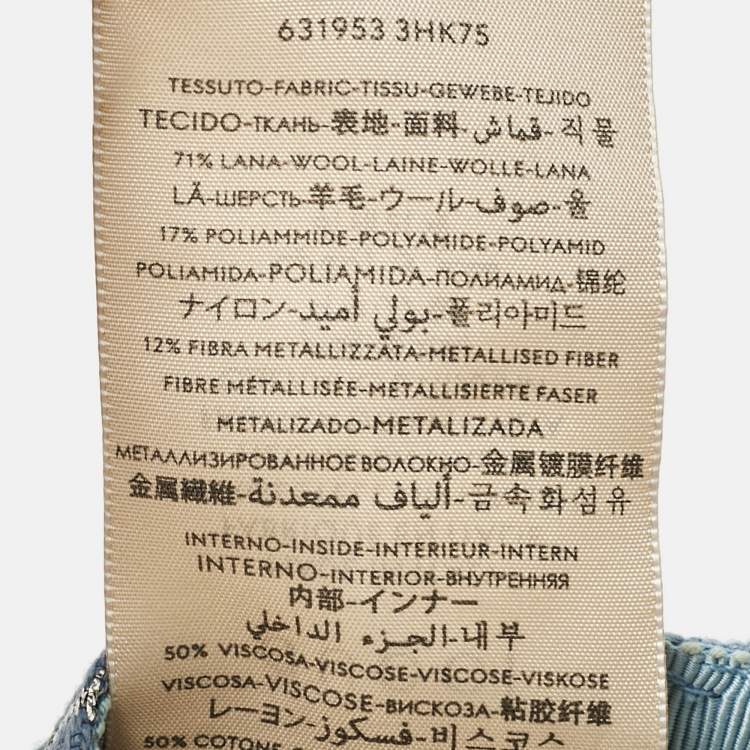 631953 3HK75
TESSUTO-FABRIC-TISSU-GEWEBE-TEJIDO
TECIDO-ТКАНЬ-表地-面料-قماش-직물
71% LANA-WOOL-LAINE-WOLLE-LANA
LÃ-ШЕРСТЬ-羊毛-ウール-صوف-울
17% POLIAMMIDE-POLYAMIDE-POLYAMID
POLIAMIDA-POLIAMIDA-ПОЛИАМИД-锦纶
ナイロン-بولي أميد-폴리아미드
12% FIBRA METALLIZZATA-METALLISED FIBER
FIBRE MÉTALLISÉE-METALLISIERTE FASER
METALIZADO-METALIZADA
МЕТАЛЛИЗИРОВАННОЕ ВОЛОКНО-金属镀膜纤维
金属繊維-ألياف ممعدنة-금속화섬유
INTERNO-INSIDE-INTERIEUR-INTERN
INTERNO-INTERIOR-ВНУТРЕННЯЯ
内部-インナー
내부-الجزء الداخلي
50% VISCOSA-VISCOSE-VISCOSE-VISKOSE
VISCOSA-VISCOSE-ВИСКОЗА-粘胶纤维
レーヨン-فسكوز-비스코스
50% COTONE